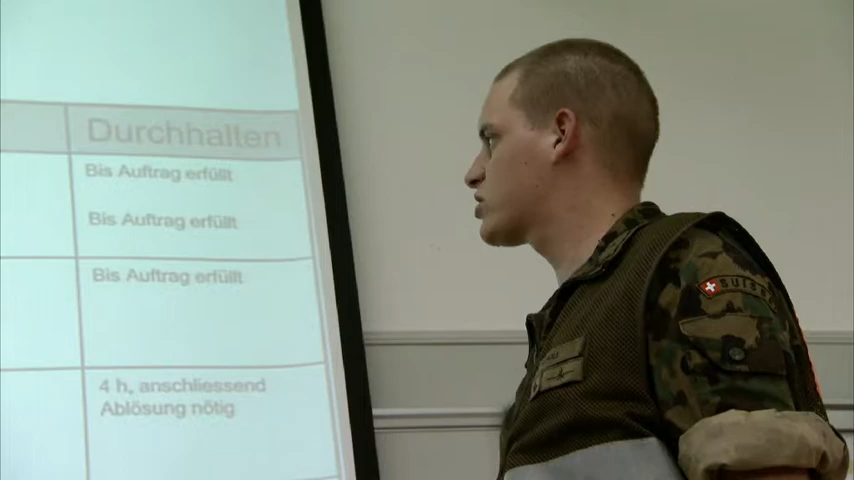 Durchhalten
Bis Auftrag erfüllt
Bis Auftrag erfüllt
Bis Auftrag erfüllt
4 h, anschliessend
Ablösung nötig
SUISSE